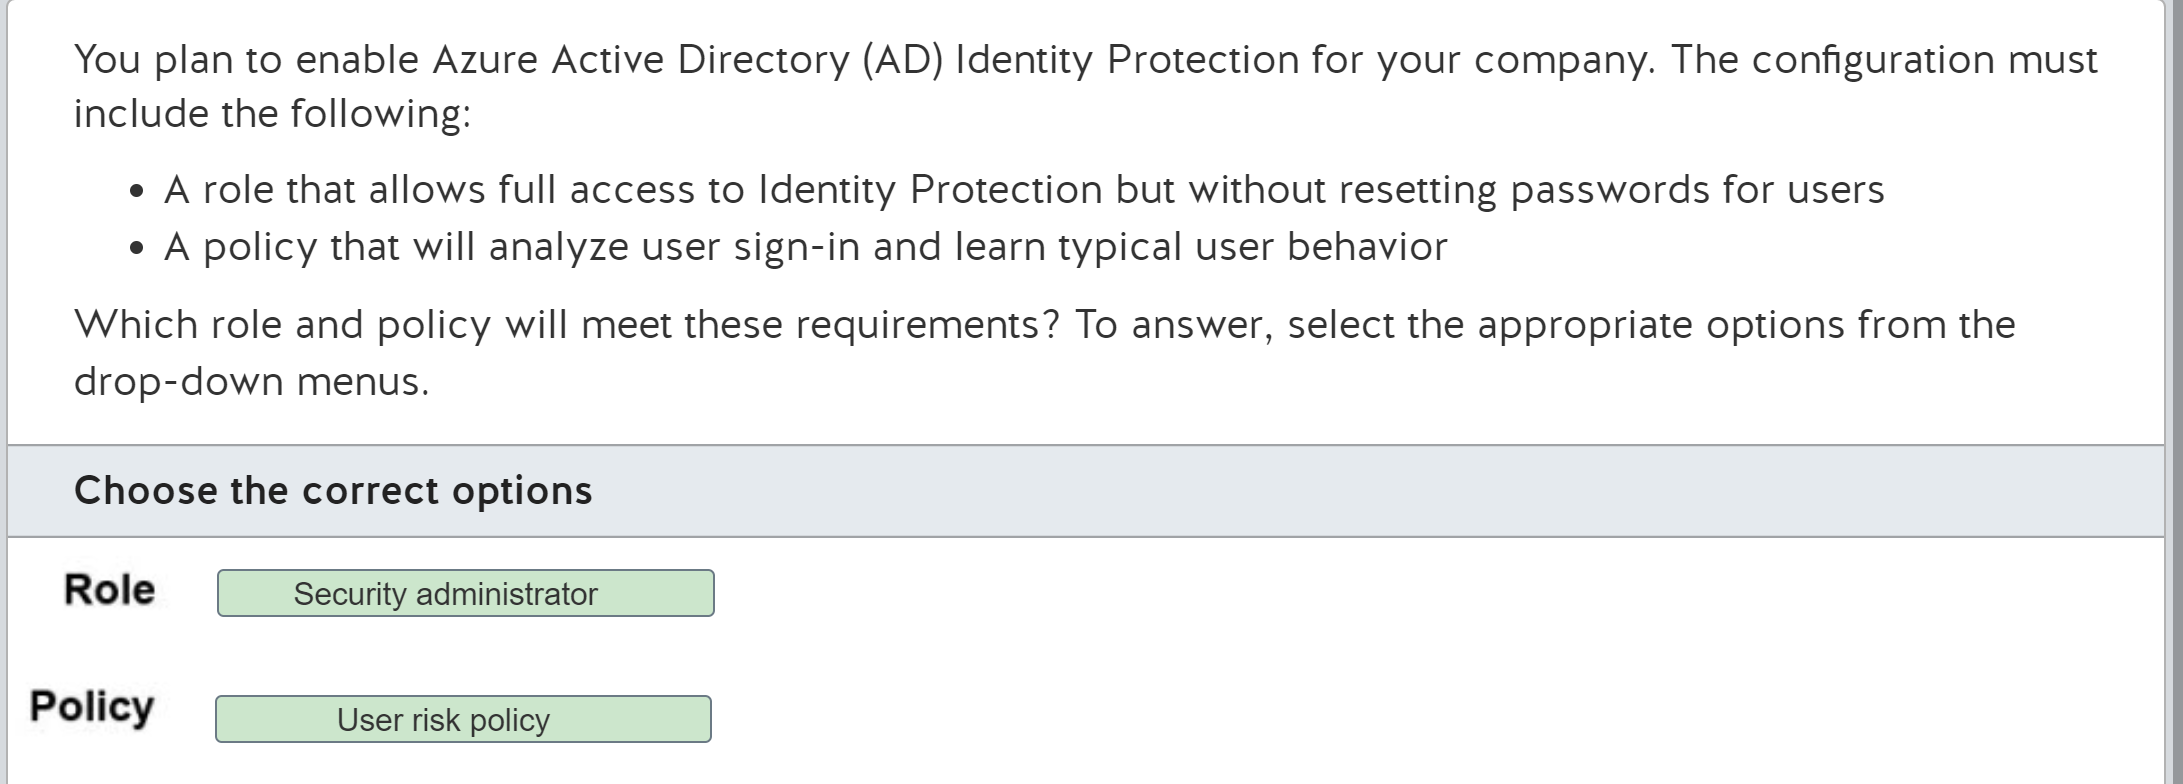 You plan to enable Azure Active Directory (AD) Identity Protection for your company. The configuration must
include the following:
• A role that allows full access to Identity Protection but without resetting passwords for users
• A policy that will analyze user sign-in and learn typical user behavior
Which role and policy will meet these requirements? To answer, select the appropriate options from the
drop-down menus.
Choose the correct options
Role
Security administrator
Policy
User risk policy